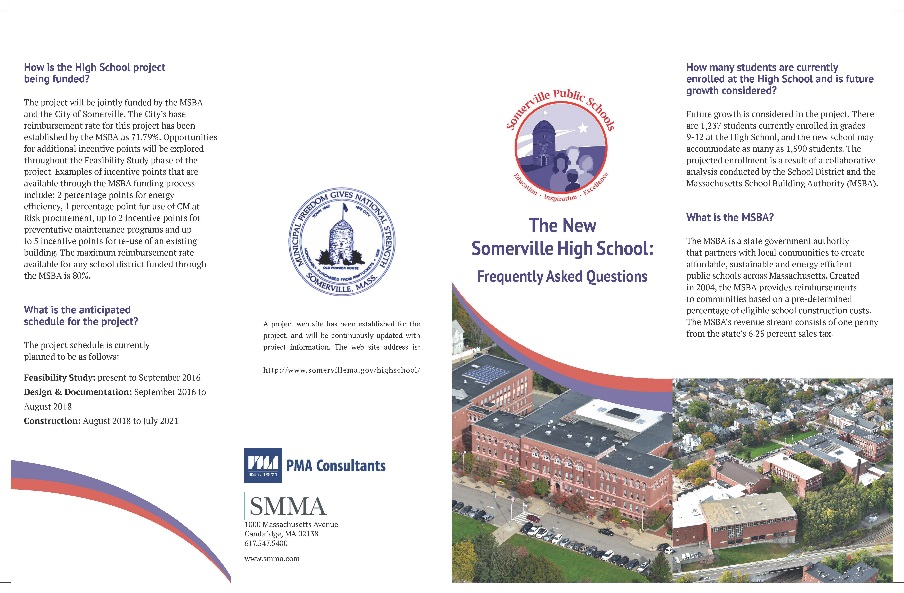 How is the High School project
being funded?
The project will be jointly funded by the MSBA
and the City of Somerville. The City's base
reimbursement rate for this project has been
established by the MSBA as 71.79%. Opportunities
for additional incentive points will be explored
throughout the Feasibility Study phase of the
project. Examples of incentive points that are
available through the MSBA funding process
include: 2 percentage points for energy
efficiency, 1 percentage point for use of CM at
Risk procurement, up to 2 incentive points for
preventative maintenance programs and up
to 5 incentive points for re-use of an existing
building. The maximum reimbursement rate
available for any school district funded through
the MSBA is 80%.
What is the anticipated
schedule for the project?
The project schedule is currently
planned to be as follows:
Feasibility Study: present to September 2016
Design & Documentation: September 2016 to
August 2018
Construction: August 2018 to July 2021
MUNICIPAL FREEDOM GIVES NATIONAL STRENGTH
OLD POWDER HOUSE
SOMERVILLE, MASS.
A project web site has been established for the
project, and will be continuously updated with
project information. The web site address is:
http://www.somervillema.gov/highschool/
PMA
PMA Consultants
SMMA
1000 Massachusetts Avenue
Cambridge, MA 02138
617.547.5400
www.smma.com
Somerville Public Schools
Education - Inspiration - Excellence
The New
Somerville High School:
Frequently Asked Questions
How many students are currently
enrolled at the High School and is future
growth considered?
Future growth is considered in the project. There
are 1,257 students currently enrolled in grades
9-12 at the High School, and the new school may
accommodate as many as 1,590 students. The
projected enrollment is a result of a collaborative
analysis conducted by the School District and the
Massachusetts School Building Authority (MSBA).
What is the MSBA?
The MSBA is a state government authority
that partners with local communities to create
affordable, sustainable and energy efficient
public schools across Massachusetts. Created
in 2004, the MSBA provides reimbursements
to communities based on a pre-determined
percentage of eligible school construction costs.
The MSBA's revenue stream consists of one penny
from the state's 6.25 percent sales tax.